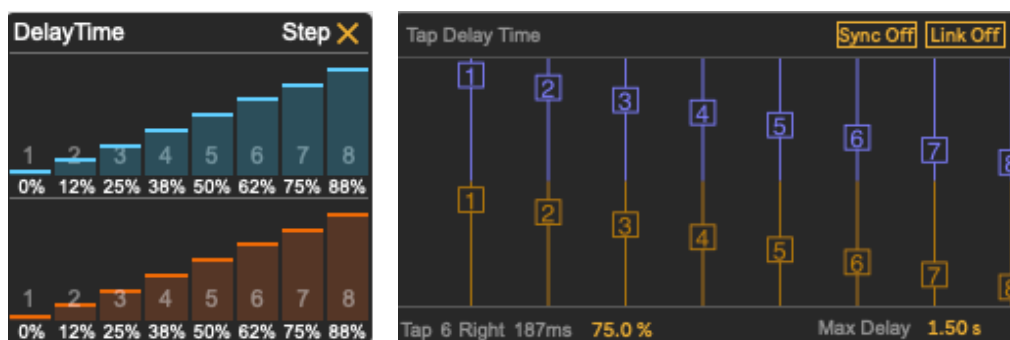 DelayTime Step
1 2 3 4 5 6 7 8
0% 12% 25% 38% 50% 62% 75% 88%
1 2 3 4 5 6 7 8
0% 12% 25% 38% 50% 62% 75% 88%
Tap Delay Time Sync Off Link Off
1 2 3 4 5 6 7 8
1 2 3 4 5 6 7 8
Tap 6 Right 187ms 75.0 % Max Delay 1.50 s